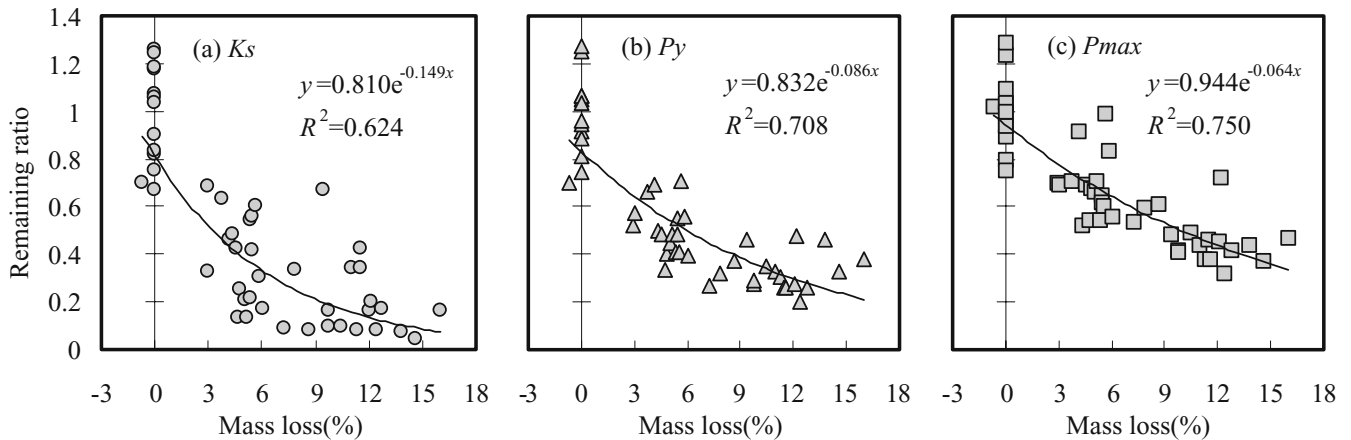 1.4
1.2
1
0.8
0.6
0.4
0.2
0
Remaining ratio
(a) Ks
y=0.810e^-0.149x
R^2=0.624
-3 0 3 6 9 12 15 18
Mass loss(%)
(b) Py
y=0.832e^-0.086x
R^2=0.708
-3 0 3 6 9 12 15 18
Mass loss(%)
(c) Pmax
y=0.944e^-0.064x
R^2=0.750
-3 0 3 6 9 12 15 18
Mass loss(%)